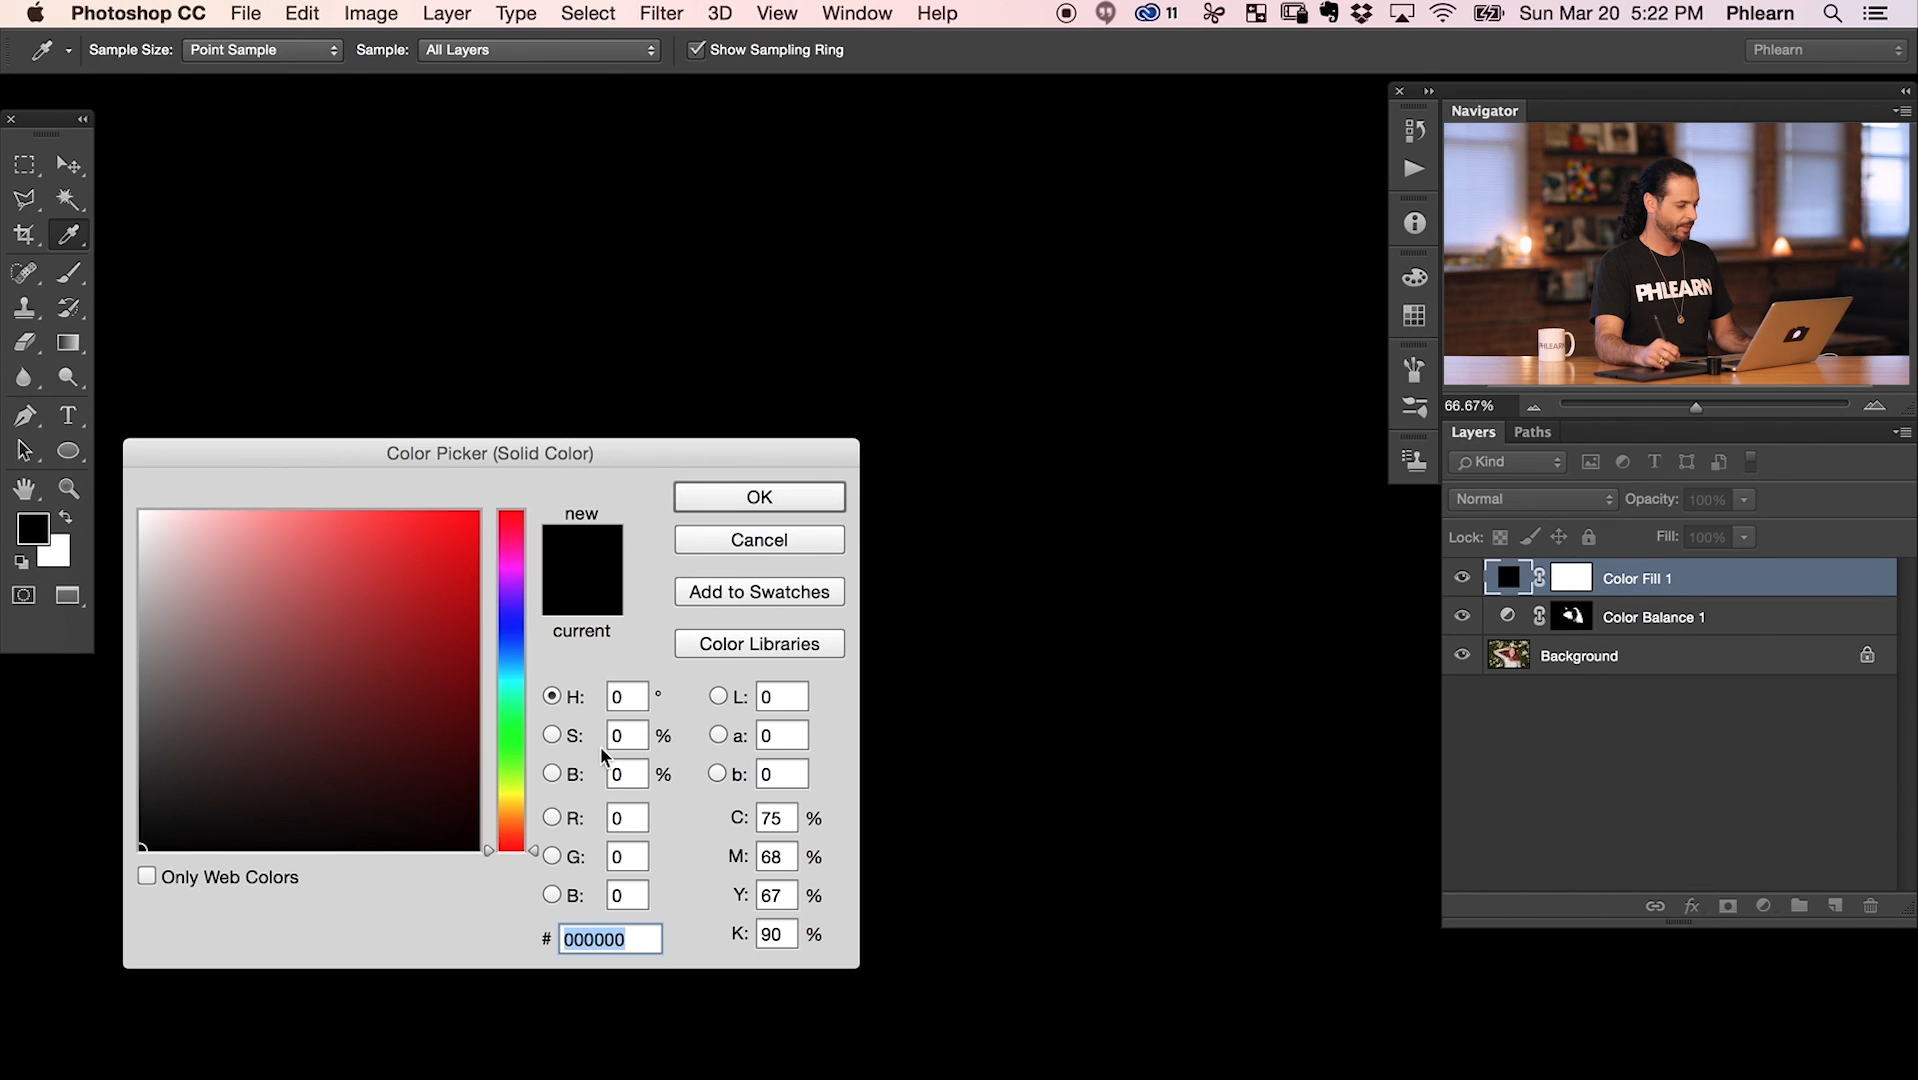 Photoshop CC File Edit Image Layer Type Select Filter 3D View Window Help 11 Sun Mar 20 5:22 PM Phlearn
Sample Size: Point Sample Sample: All Layers Show Sampling Ring Phlearn
Navigator
PHLEARN
PHLEARN
66.67%
Layers Paths
Kind
Normal Opacity: 100%
Lock: Fill: 100%
Color Fill 1
Color Balance 1
Background
T
Color Picker (Solid Color)
new
current
OK
Cancel
Add to Swatches
Color Libraries
H: 0 ° L: 0
S: 0 % a: 0
B: 0 % b: 0
R: 0 C: 75 %
G: 0 M: 68 %
B: 0 Y: 67 %
# 000000 K: 90 %
Only Web Colors